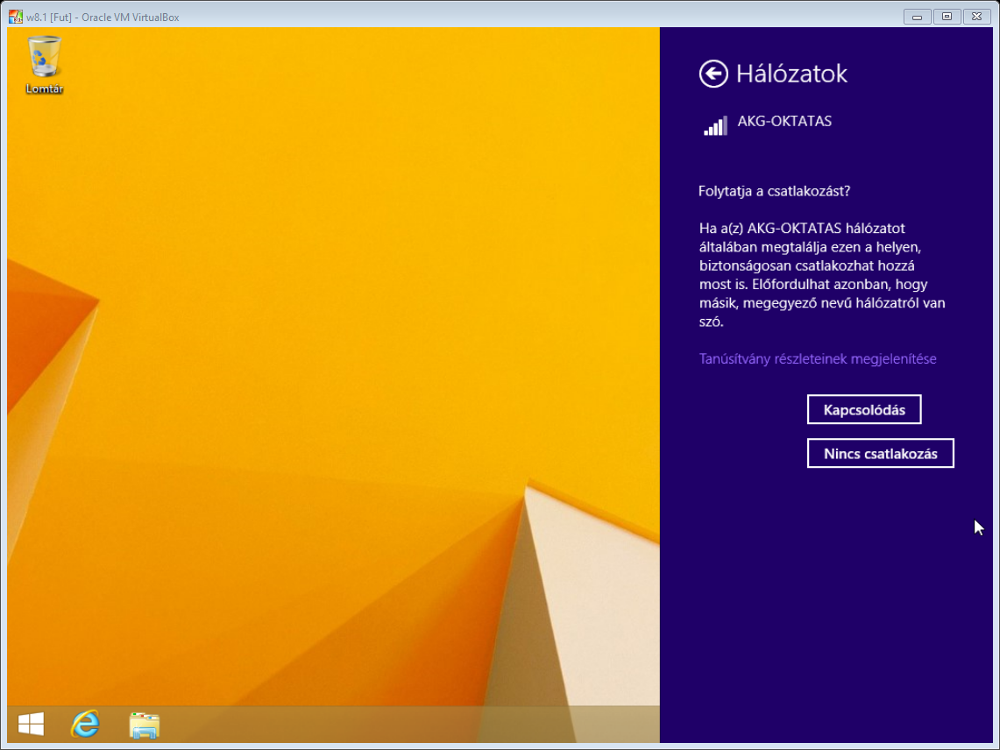 w8.1 [Fut] - Oracle VM VirtualBox
Lomtár
Hálózatok
AKG-OKTATAS
Folytatja a csatlakozást?
Ha a(z) AKG-OKTATAS hálózatot
általában megtalálja ezen a helyen,
biztonságosan csatlakozhat hozzá
most is. Előfordulhat azonban, hogy
másik, megegyező nevű hálózatról van
szó.
Tanúsítvány részleteinek megjelenítése
Kapcsolódás
Nincs csatlakozás